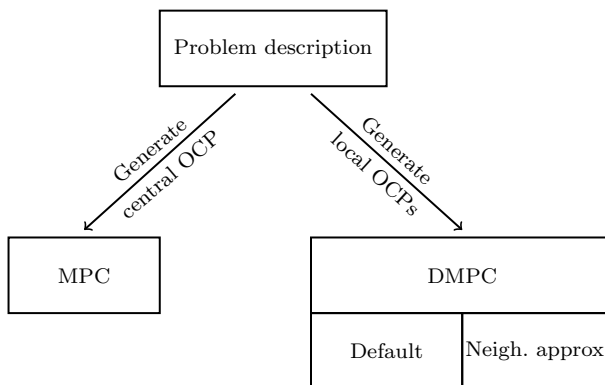 Problem description
Generate
central OCP
Generate
local OCPs
MPC
DMPC
Default
Neigh. approx